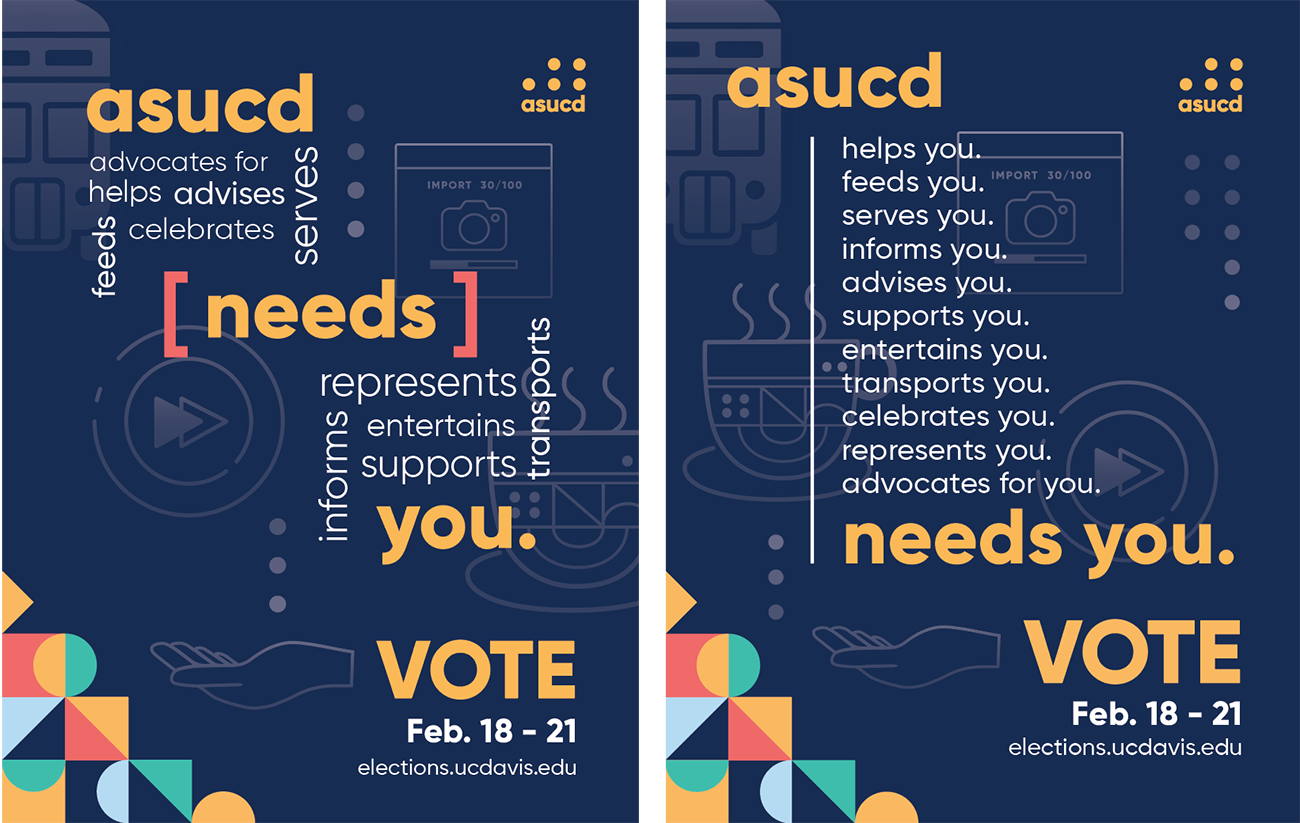 asucd
asucd
advocates for
helps advises
serves
feeds
celebrates
IMPORT 30/100
[ needs ]
represents
transports
informs
entertains
supports
you.
VOTE
Feb. 18 - 21
elections.ucdavis.edu
asucd
asucd
helps you.
IMPORT 30/100
feeds you.
serves you.
informs you.
advises you.
supports you.
entertains you.
transports you.
celebrates you.
represents you.
advocates for you.
needs you.
VOTE
Feb. 18 - 21
elections.ucdavis.edu